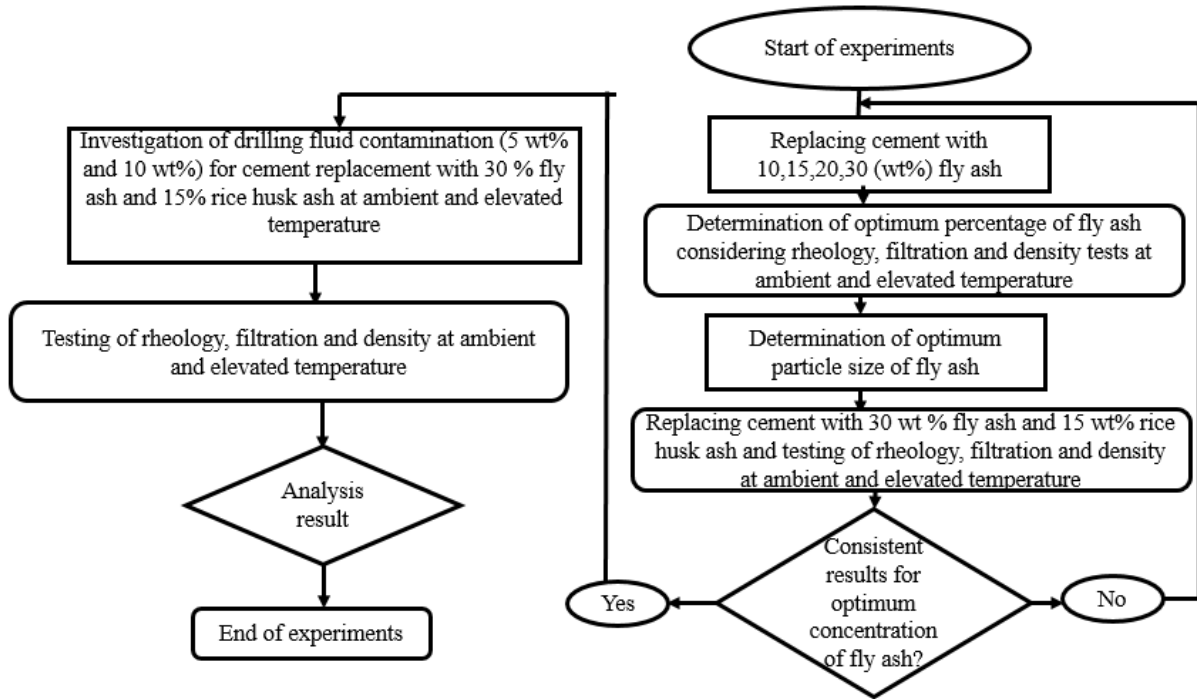 Start of experiments
Replacing cement with
10,15,20,30 (wt%) fly ash
Determination of optimum percentage of fly ash
considering rheology, filtration and density tests at
ambient and elevated temperature
Determination of optimum
particle size of fly ash
Replacing cement with 30 wt % fly ash and 15 wt% rice
husk ash and testing of rheology, filtration and density
at ambient and elevated temperature
Consistent
results for
optimum
concentration
of fly ash?
No
Yes
Investigation of drilling fluid contamination (5 wt%
and 10 wt%) for cement replacement with 30 % fly
ash and 15% rice husk ash at ambient and elevated
temperature
Testing of rheology, filtration and density at ambient
and elevated temperature
Analysis
result
End of experiments